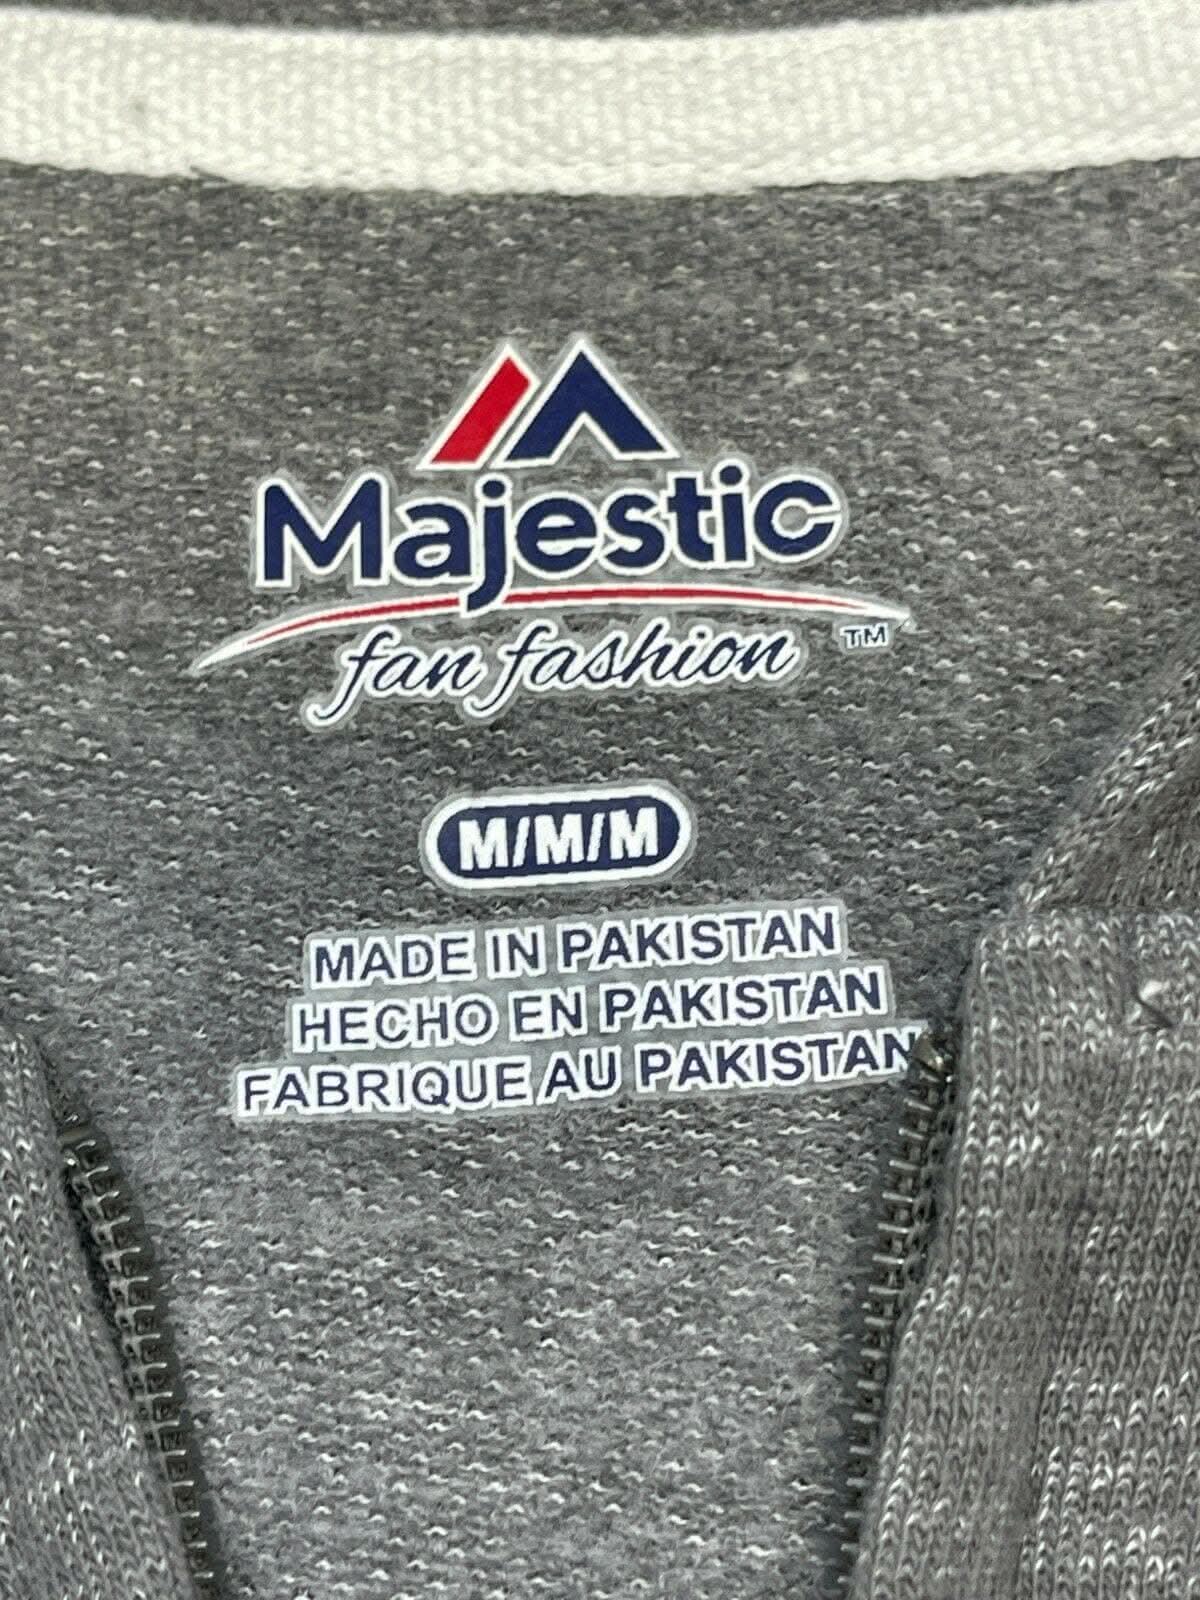 Majestic
fan fashion ™
M/M/M
MADE IN PAKISTAN
HECHO EN PAKISTAN
FABRIQUE AU PAKISTAN